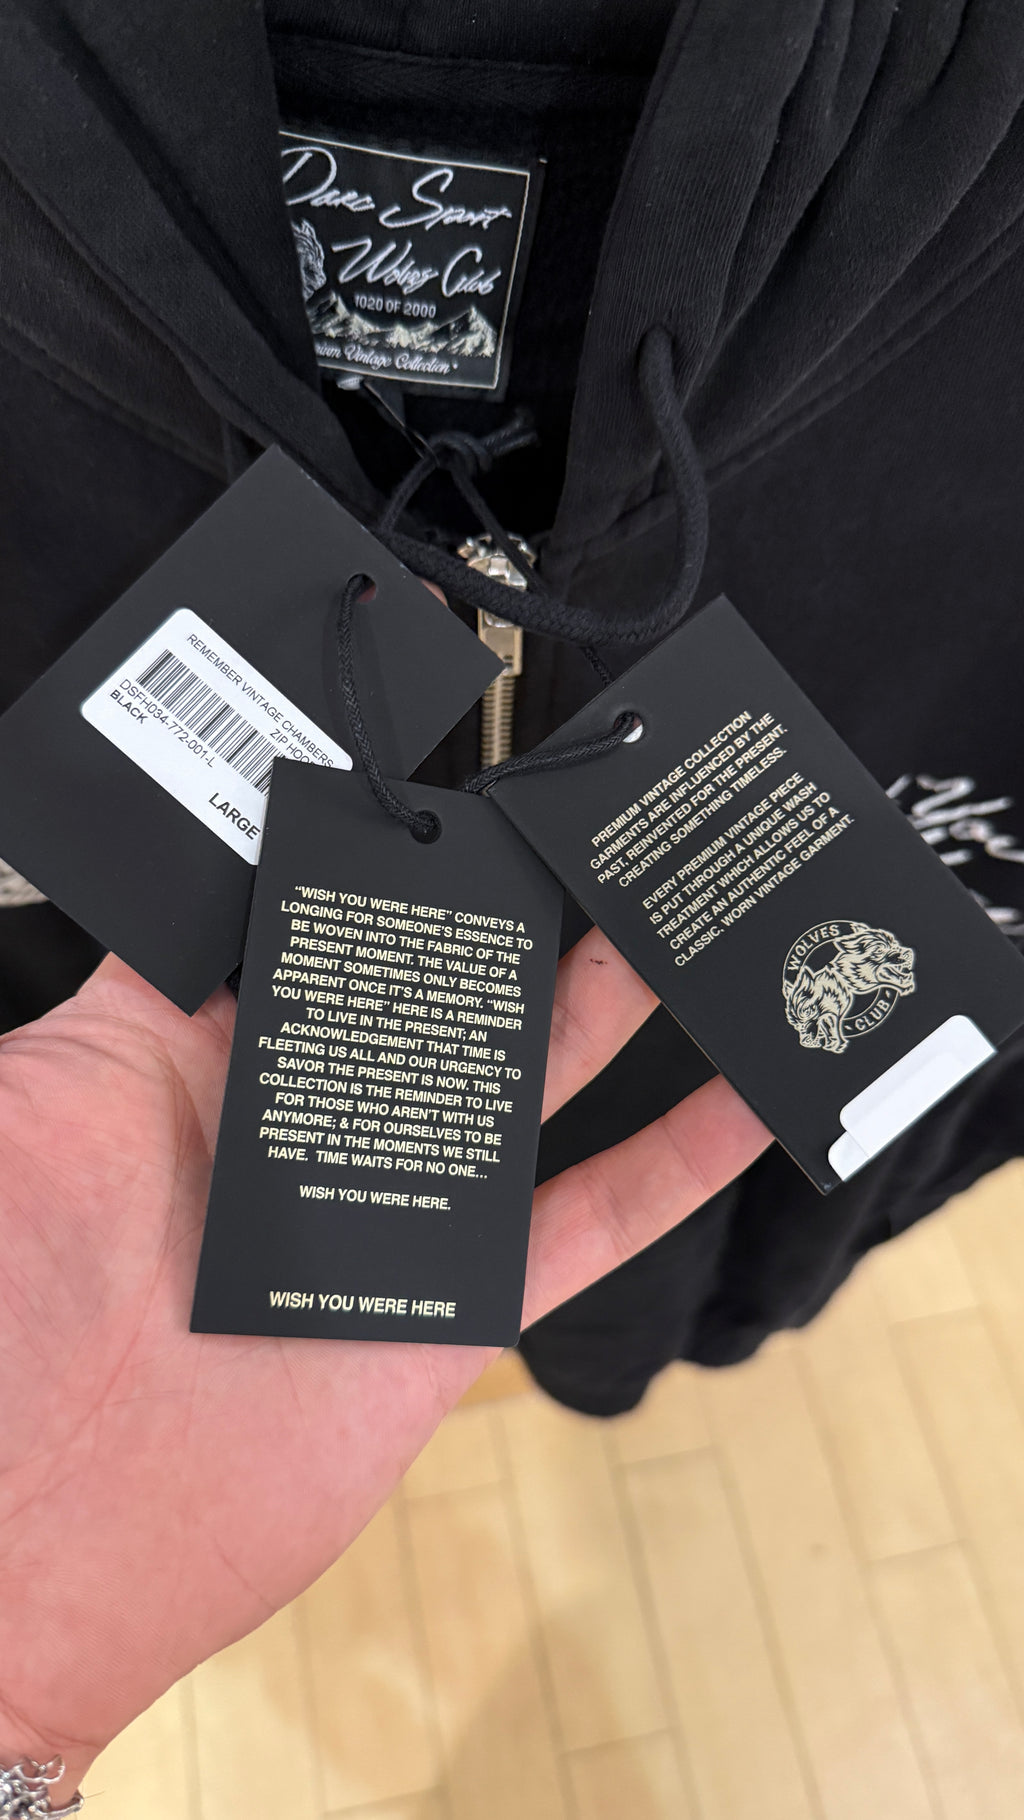 Darc Sport
Wolves Club
1020 OF 2000
Vintage Collection
REMEMBER VINTAGE CHAMBERS
ZIP
DSFH034-772-001-L
BLACK
LARGE
"WISH YOU WERE HERE" CONVEYS A
LONGING FOR SOMEONE'S ESSENCE TO
BE WOVEN INTO THE FABRIC OF THE
PRESENT MOMENT. THE VALUE OF A
MOMENT SOMETIMES ONLY BECOMES
APPARENT ONCE IT'S A MEMORY. "WISH
YOU WERE HERE" HERE IS A REMINDER
TO LIVE IN THE PRESENT; AN
ACKNOWLEDGEMENT THAT TIME IS
FLEETING US ALL AND OUR URGENCY TO
SAVOR THE PRESENT IS NOW. THIS
COLLECTION IS THE REMINDER TO LIVE
FOR THOSE WHO AREN'T WITH US
ANYMORE; & FOR OURSELVES TO BE
PRESENT IN THE MOMENTS WE STILL
HAVE. TIME WAITS FOR NO ONE...
WISH YOU WERE HERE.
WISH YOU WERE HERE
PREMIUM VINTAGE COLLECTION
GARMENTS ARE INFLUENCED BY THE
PAST, REINVENTED FOR THE PRESENT.
CREATING SOMETHING TIMELESS.
EVERY PREMIUM VINTAGE PIECE
IS PUT THROUGH A UNIQUE WASH
TREATMENT WHICH ALLOWS US TO
CREATE AN AUTHENTIC FEEL OF A
CLASSIC, WORN VINTAGE GARMENT.
WOLVES
CLUB
You